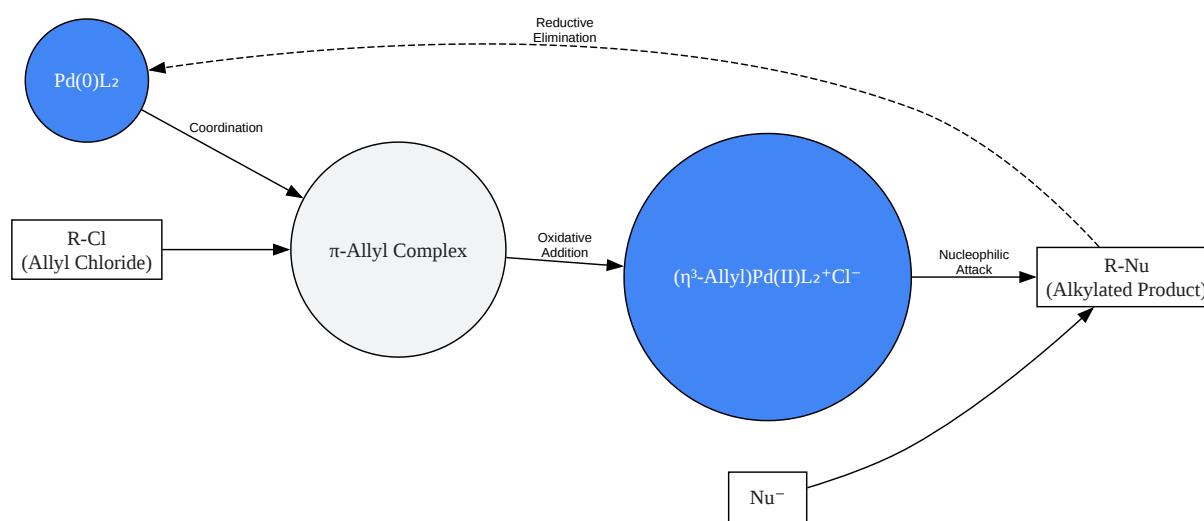 Reductive
Elimination
Pd(0)L₂
Coordination
R-Cl
(Allyl Chloride)
π-Allyl Complex
Oxidative
Addition
(η³-Allyl)Pd(II)L₂⁺Cl⁻
Nucleophilic
Attack
R-Nu
(Alkylated Product)
Nu⁻